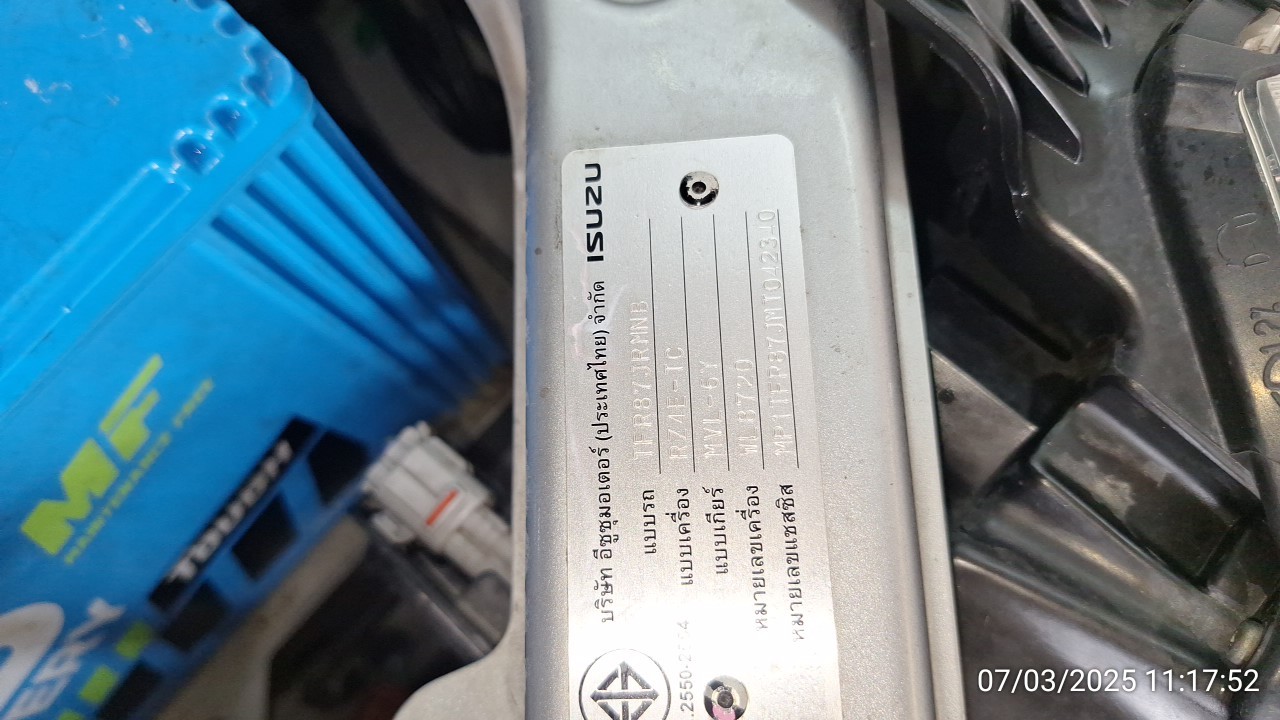 บริษัท อีซูซุมอเตอร์ (ประเทศไทย) จำกัด ISUZU
แบบรถ TFR87JRMNB
แบบเครื่อง RZ4E-TC
แบบเกียร์ MVL-6Y
หมายเลขเครื่อง WLB720
หมายเลขแชสซิส
MF
MAINTENANCE FREE
07/03/2025 11:17:52